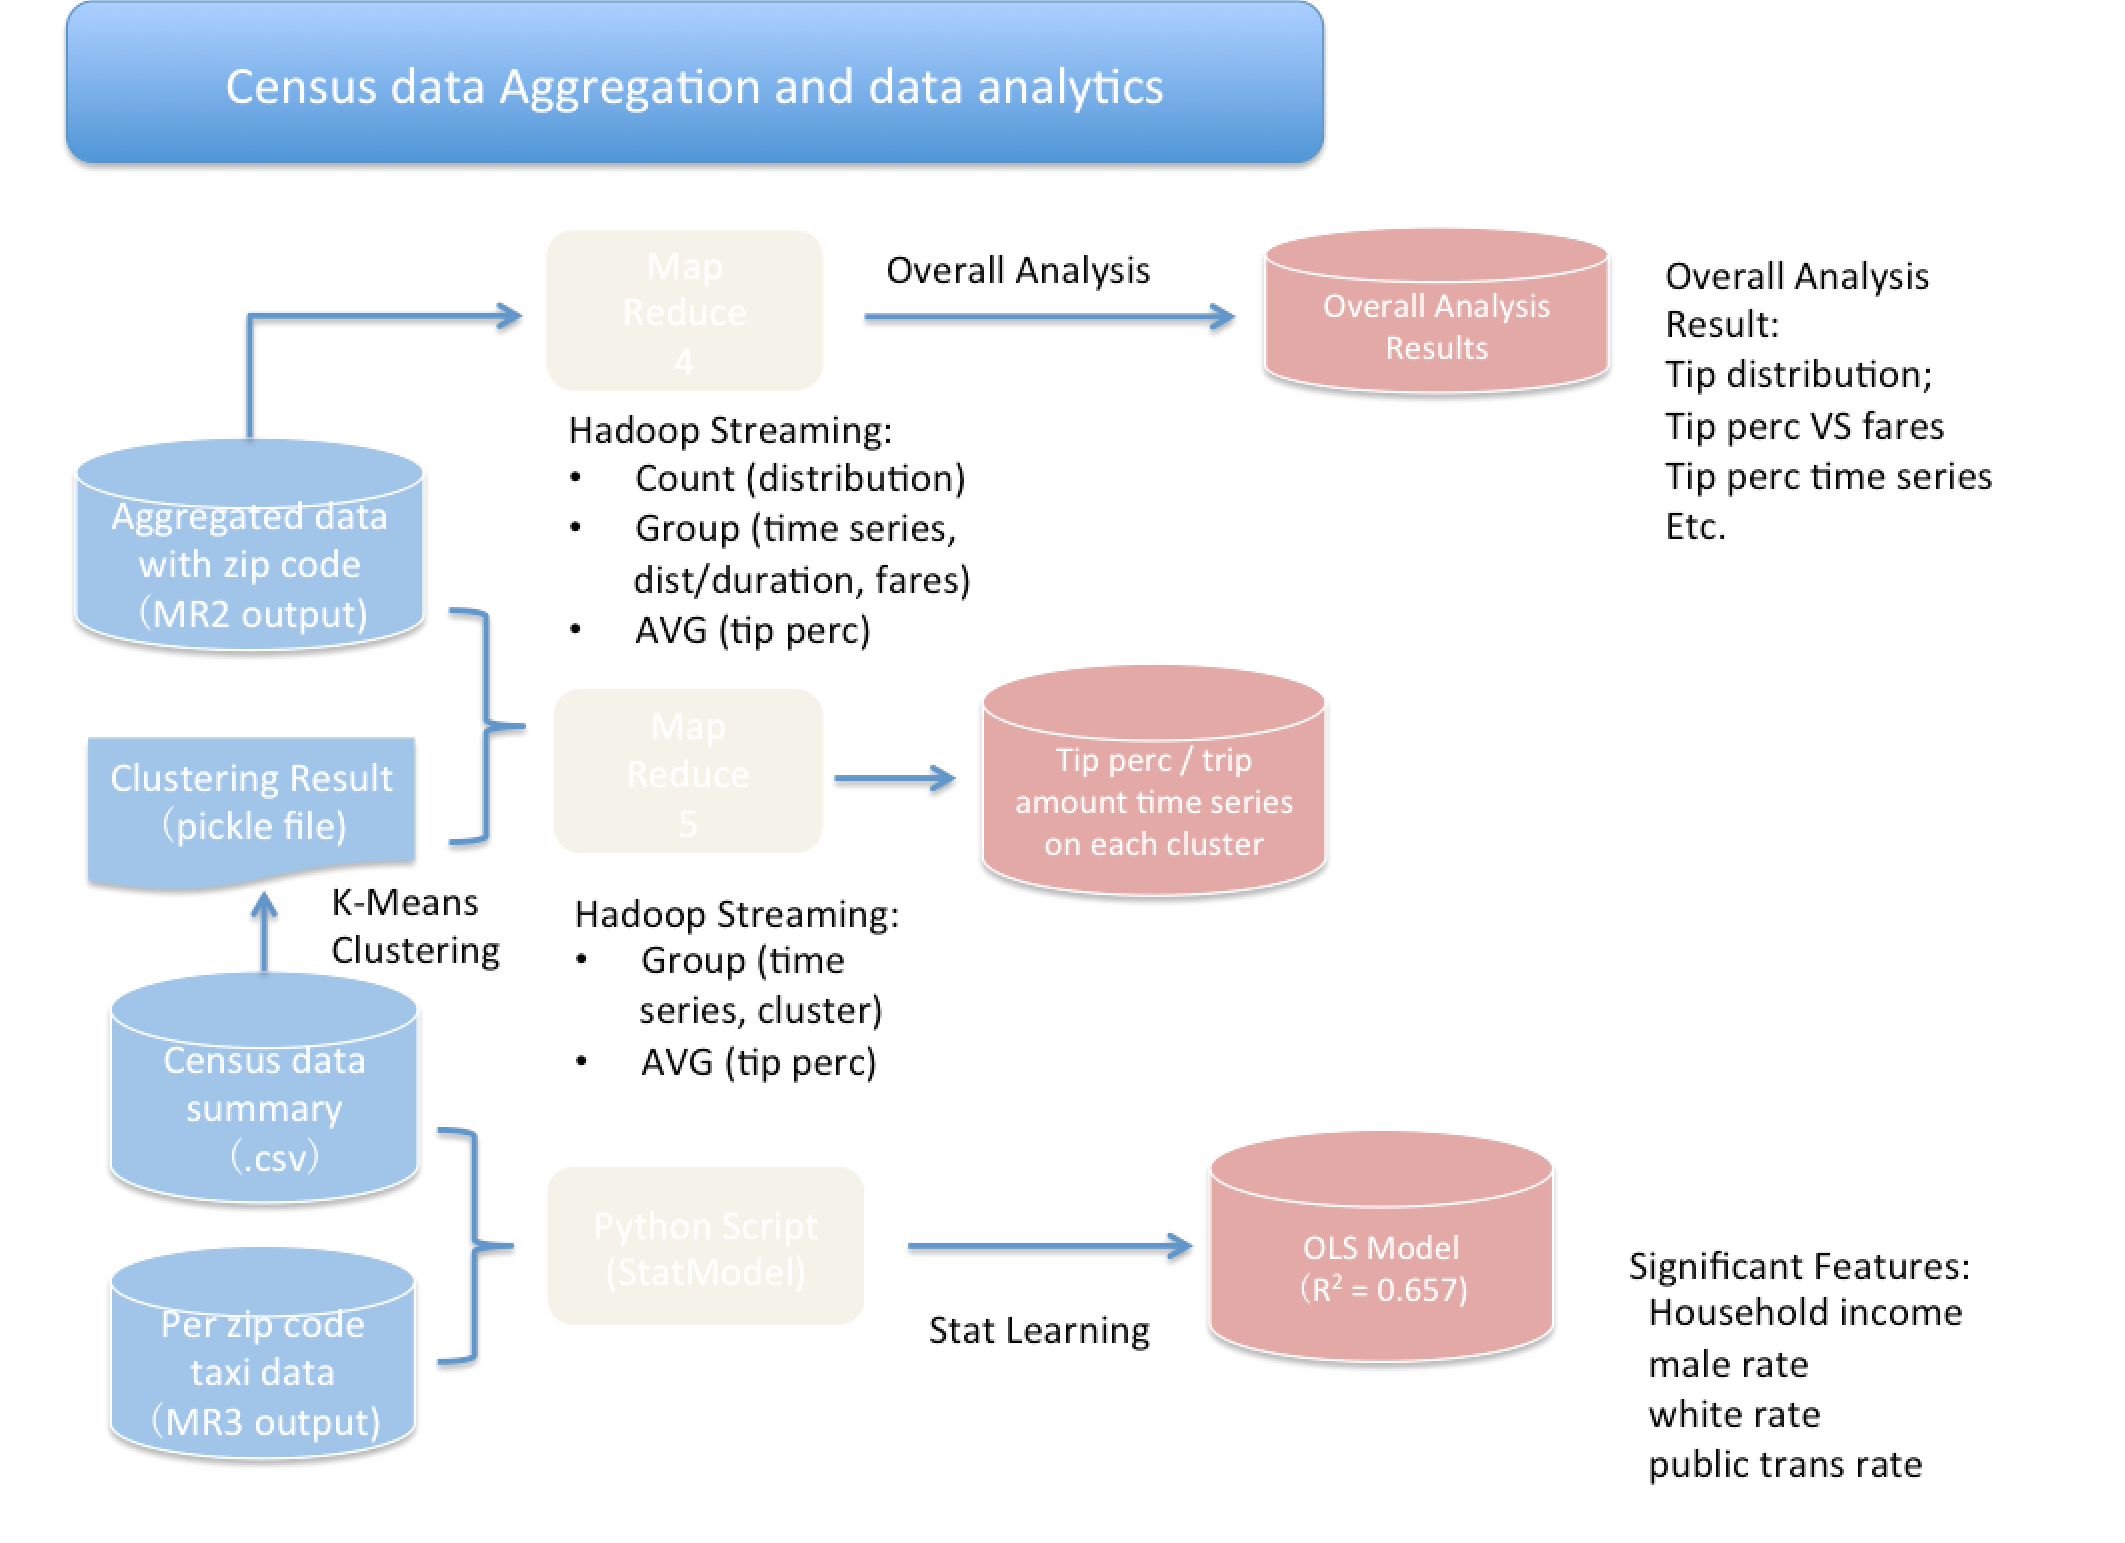 Census data Aggregation and data analytics
Map
Reduce
4
Overall Analysis
Overall Analysis
Results
Overall Analysis
Result:
Tip distribution;
Tip perc VS fares
Tip perc time series
Etc.
Hadoop Streaming:
• Count (distribution)
• Group (time series,
dist/duration, fares)
• AVG (tip perc)
Aggregated data
with zip code
（MR2 output)
Clustering Result
（pickle file)
Map
Reduce
5
Tip perc / trip
amount time series
on each cluster
K-Means
Clustering
Hadoop Streaming:
• Group (time
series, cluster)
• AVG (tip perc)
Census data
summary
（.csv）
Per zip code
taxi data
（MR3 output)
Python Script
(StatModel)
Stat Learning
OLS Model
（R² = 0.657)
Significant Features:
Household income
male rate
white rate
public trans rate